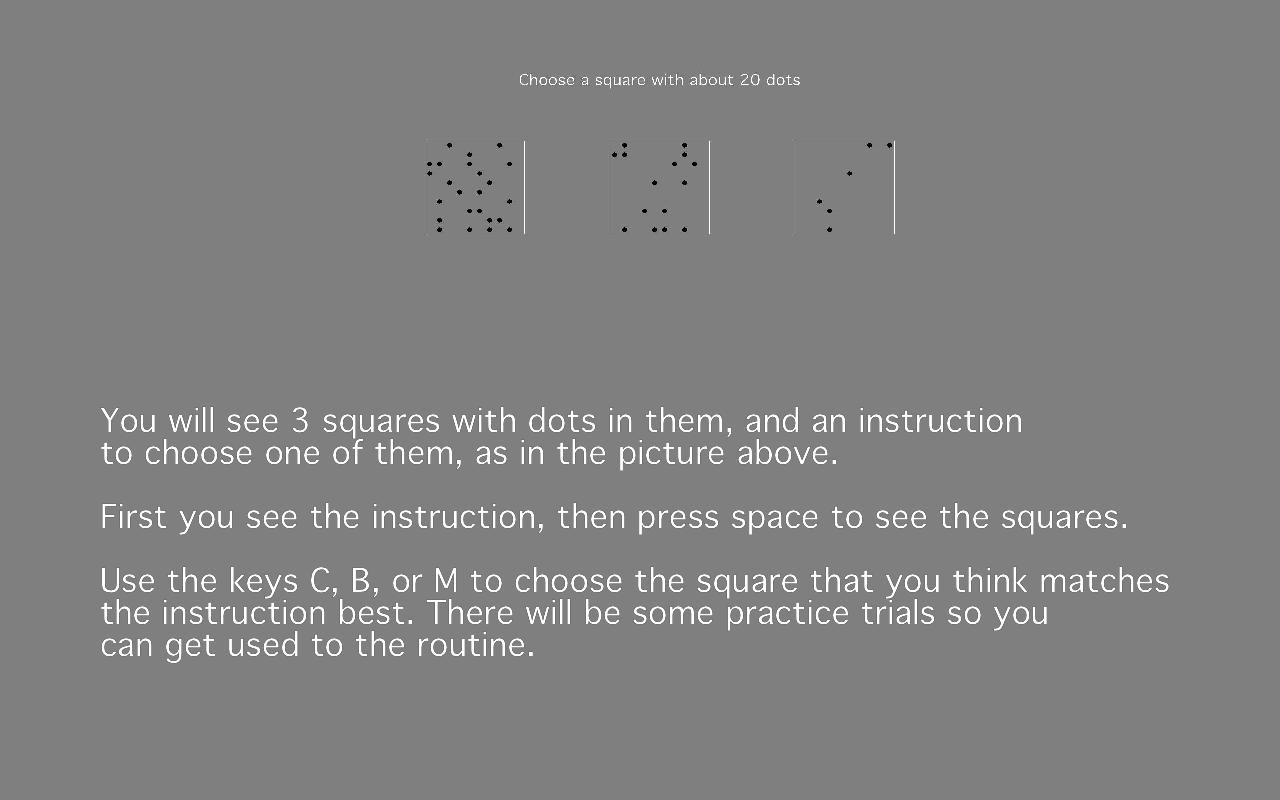 Choose a square with about 20 dots
You will see 3 squares with dots in them, and an instruction
to choose one of them, as in the picture above.
First you see the instruction, then press space to see the squares.
Use the keys C, B, or M to choose the square that you think matches
the instruction best. There will be some practice trials so you
can get used to the routine.